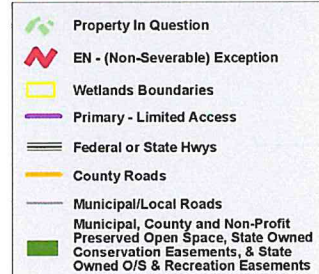 Property In Question
EN - (Non-Severable) Exception
Wetlands Boundaries
Primary - Limited Access
Federal or State Hwys
County Roads
Municipal/Local Roads
Municipal, County and Non-Profit
Preserved Open Space, State Owned
Conservation Easements, & State
Owned O/S & Recreation Easements